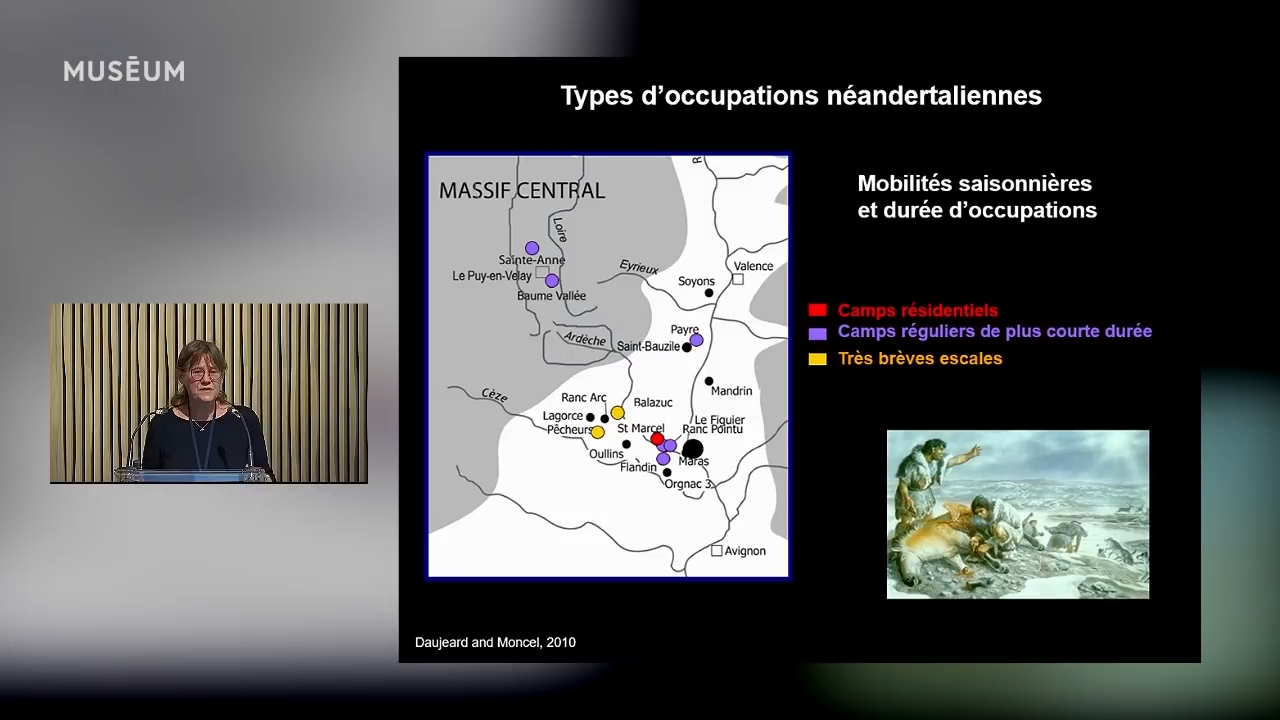 MUSĒUM
Types d'occupations néandertaliennes
Mobilités saisonnières
et durée d'occupations
R
MASSIF CENTRAL
Loire
Sainte-Anne
Le Puy-en-Velay
Baume Vallée
Eyrieux
Valence
Soyons
Camps résidentiels
Camps réguliers de plus courte durée
Très brèves escales
Payre
Saint-Bauzile
Ardèche
Mandrin
Cèze
Ranc Arc
Balazuc
Lagorce
Pêcheurs
St Marcel
Le Figuier
Ranc Pointu
Oullins
Flandin
Maras
Orgnac 3
Avignon
Daujeard and Moncel, 2010